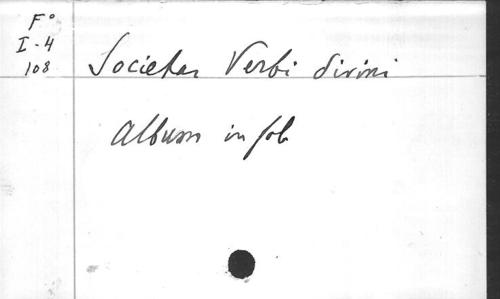 F°
I-4
108
Societas Verbi divini
Album in fol